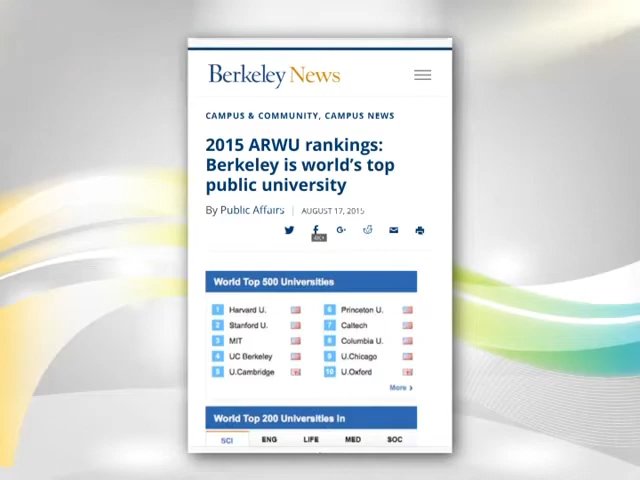 Berkeley News
CAMPUS & COMMUNITY, CAMPUS NEWS
2015 ARWU rankings:
Berkeley is world's top
public university
By Public Affairs | AUGUST 17, 2015
World Top 500 Universities
1 Harvard U.
2 Stanford U.
3 MIT
4 UC Berkeley
5 U.Cambridge
6 Princeton U.
7 Caltech
8 Columbia U.
9 U.Chicago
10 U.Oxford
More
World Top 200 Universities in
SCI ENG LIFE MED SOC